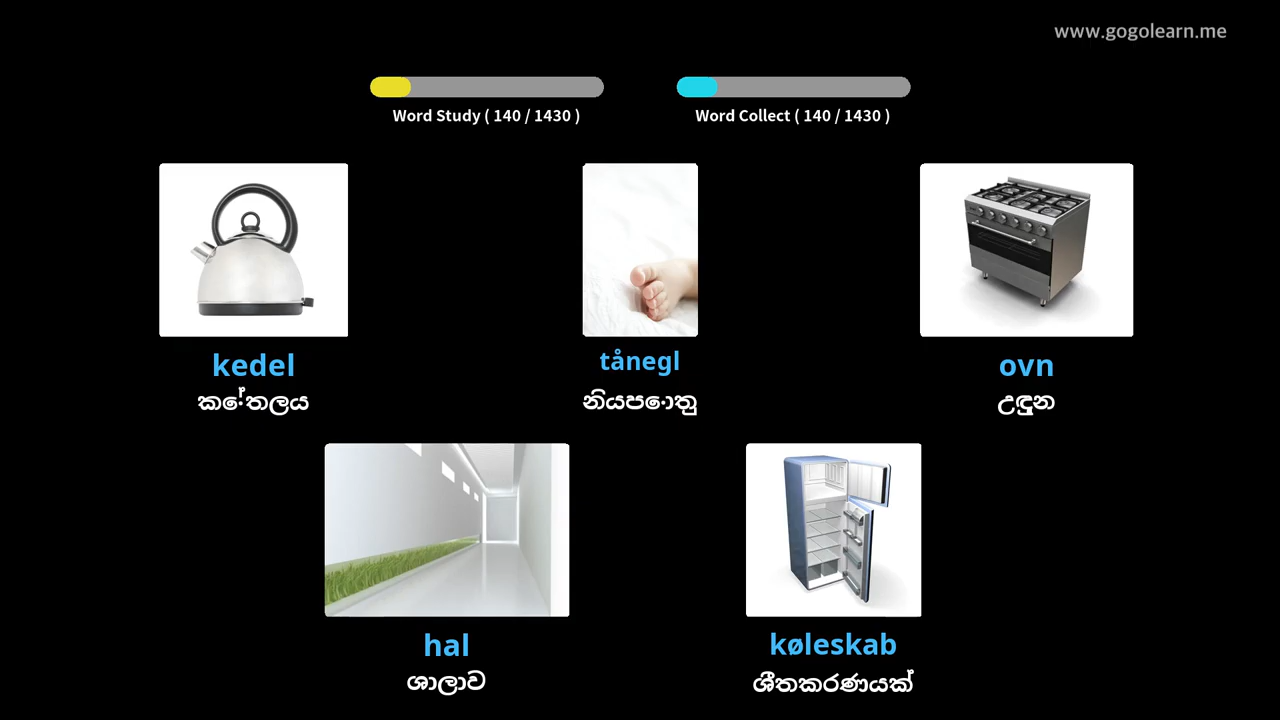 www.gogolearn.me
Word Study ( 140 / 1430 )
Word Collect ( 140 / 1430 )
kedel
කේතලය
tånegl
නියපොතු
ovn
උඳුන
hal
ශාලාව
køleskab
ශීතකරණයක්